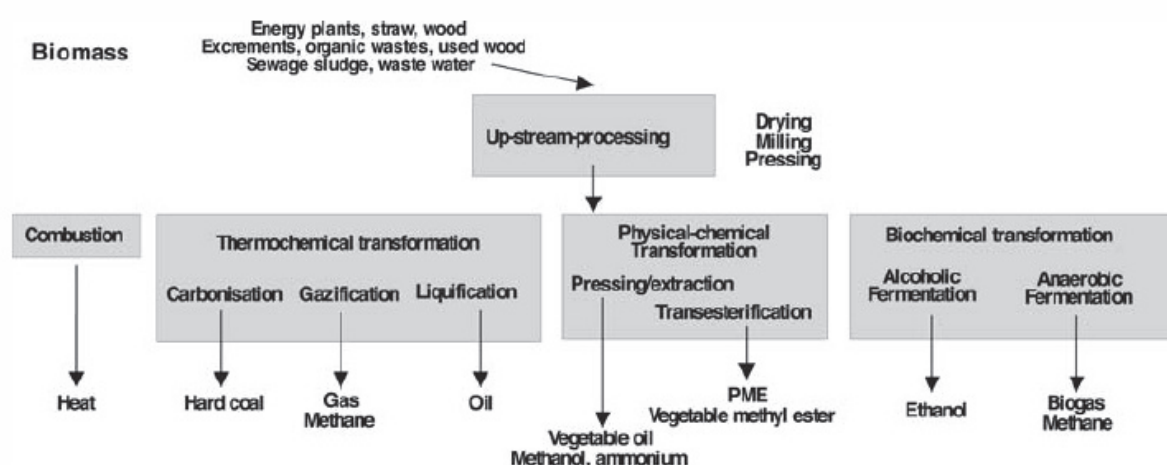 Biomass
Energy plants, straw, wood
Excrements, organic wastes, used wood
Sewage sludge, waste water
Up-stream-processing
Drying
Milling
Pressing
Combustion
Thermochemical transformation
Carbonisation
Gazification
Liquification
Physical-chemical
Transformation
Pressing/extraction
Transesterification
Biochemical transformation
Alcoholic
Fermentation
Anaerobic
Fermentation
Heat
Hard coal
Gas
Methane
Oil
Vegetable oil
Methanol, ammonium
PME
Vegetable methyl ester
Ethanol
Biogas
Methane